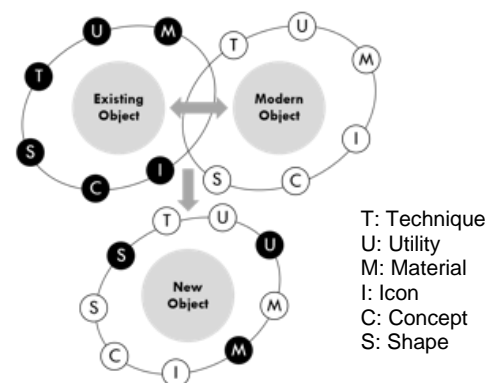 U
M
T
S
C
I
Existing
Object
T
U
M
I
C
S
Modern
Object
T
U
U
S
M
S
M
C
I
New
Object
T: Technique
U: Utility
M: Material
I: Icon
C: Concept
S: Shape